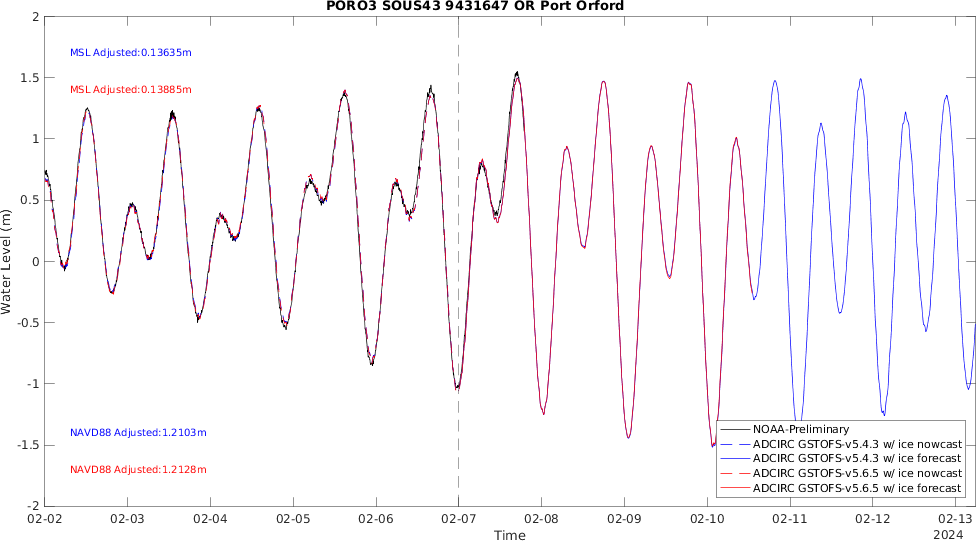 PORO3 SOUS43 9431647 OR Port Orford
2
1.5
1
0.5
0
-0.5
-1
-1.5
-2
Water Level (m)
MSL Adjusted:0.13635m
MSL Adjusted:0.13885m
NAVD88 Adjusted:1.2103m
NAVD88 Adjusted:1.2128m
NOAA-Preliminary
ADCIRC GSTOFS-v5.4.3 w/ ice nowcast
ADCIRC GSTOFS-v5.4.3 w/ ice forecast
ADCIRC GSTOFS-v5.6.5 w/ ice nowcast
ADCIRC GSTOFS-v5.6.5 w/ ice forecast
02-02 02-03 02-04 02-05 02-06 02-07 02-08 02-09 02-10 02-11 02-12 02-13
Time
2024